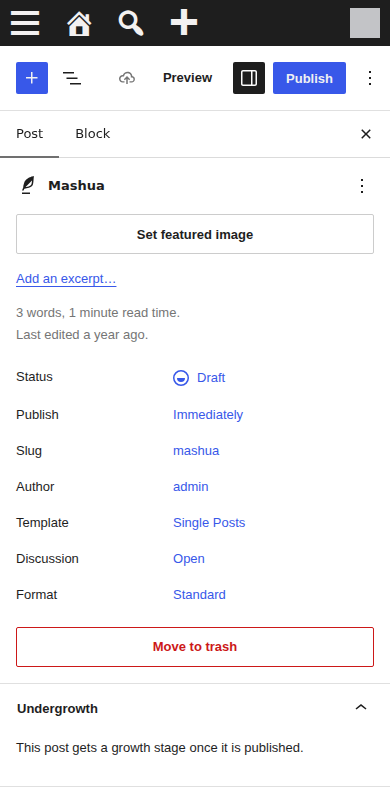 Preview
Publish
Post
Block
Mashua
Set featured image
Add an excerpt…
3 words, 1 minute read time.
Last edited a year ago.
Status
Draft
Publish
Immediately
Slug
mashua
Author
admin
Template
Single Posts
Discussion
Open
Format
Standard
Move to trash
Undergrowth
This post gets a growth stage once it is published.